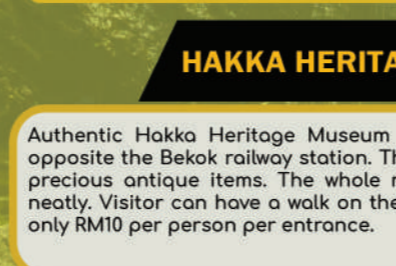 HAKKA HERITA
Authentic Hakka Heritage Museum
opposite the Bekok railway station. Th
precious antique items. The whole
neatly. Visitor can have a walk on the
only RM10 per person per entrance.